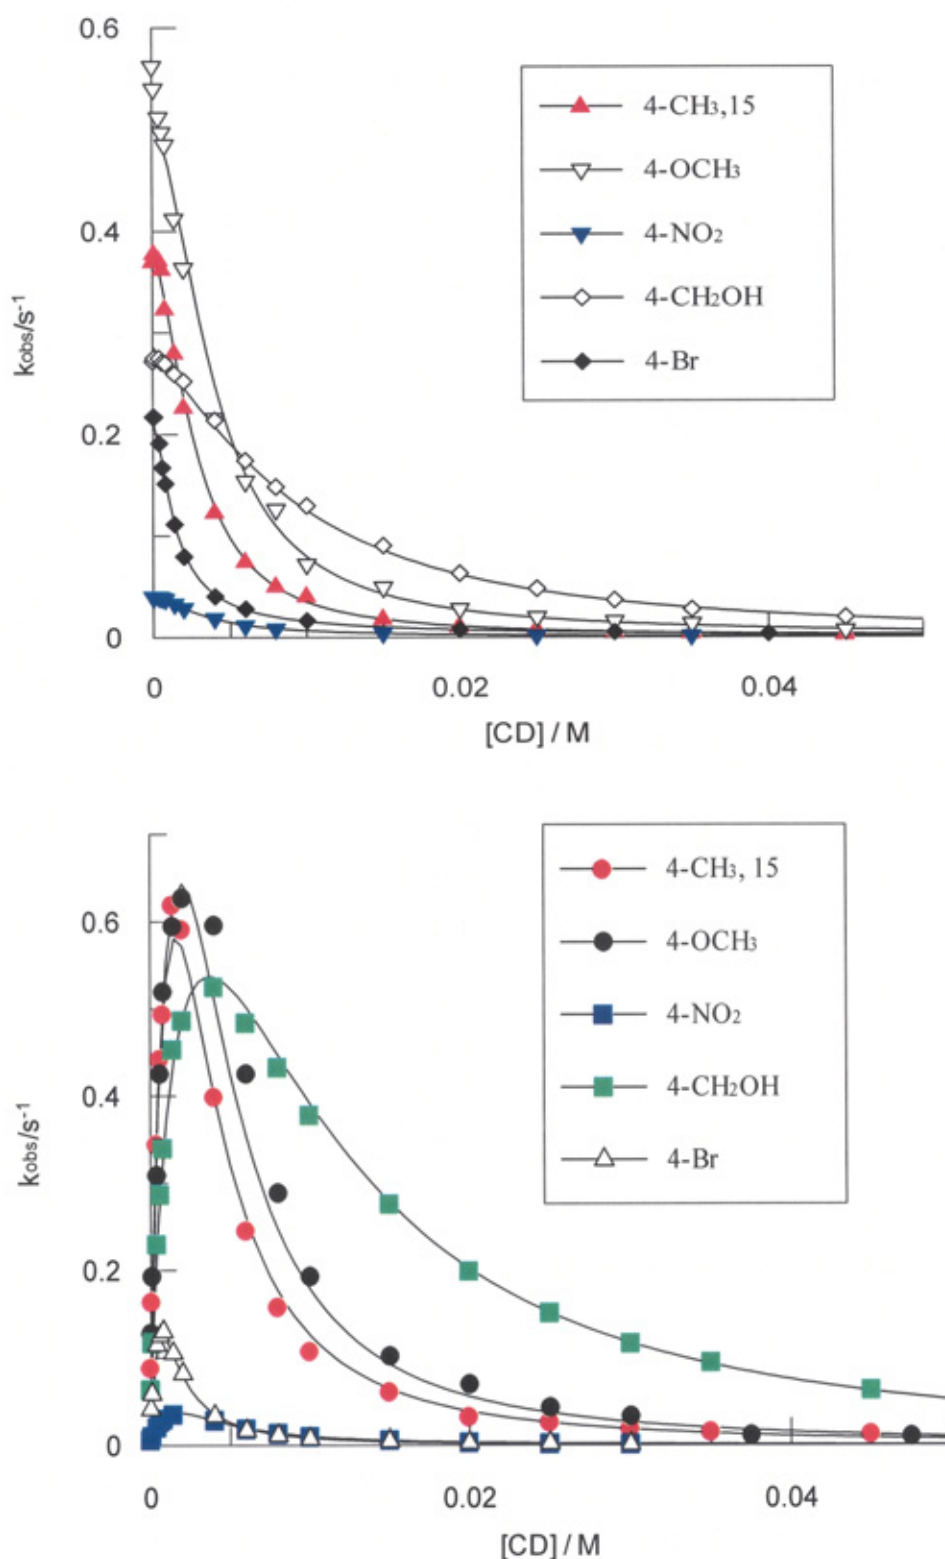 0.6
4-CH₃,15
4-OCH₃
0.4
4-NO₂
4-CH₂OH
kobs/s⁻¹
4-Br
0.2
0
0 0.02 0.04
[CD] / M
4-CH₃, 15
0.6
4-OCH₃
4-NO₂
0.4
4-CH₂OH
kobs/s⁻¹
4-Br
0.2
0
0 0.02 0.04
[CD] / M